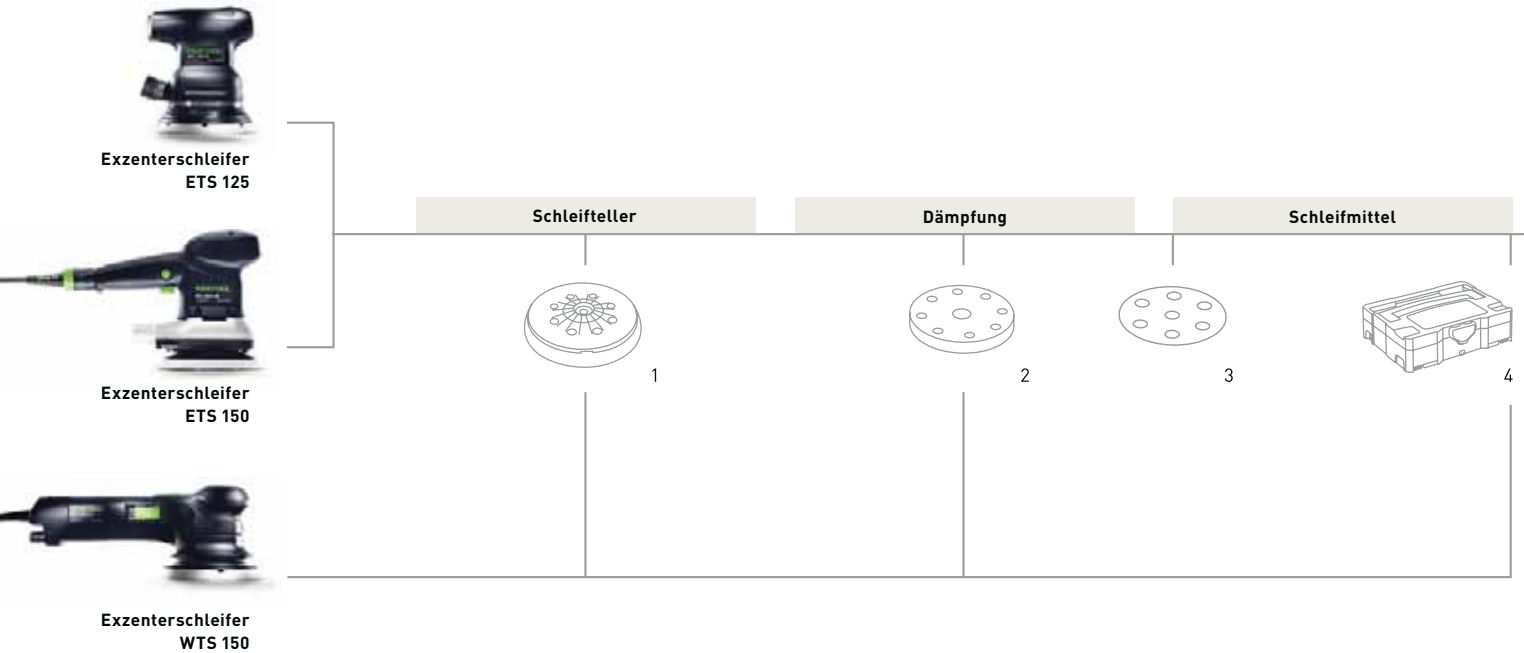 Exzenterschleifer
ETS 125
Schleifteller
Dämpfung
Schleifmittel
Exzenterschleifer
ETS 150
1
2
3
4
Exzenterschleifer
WTS 150